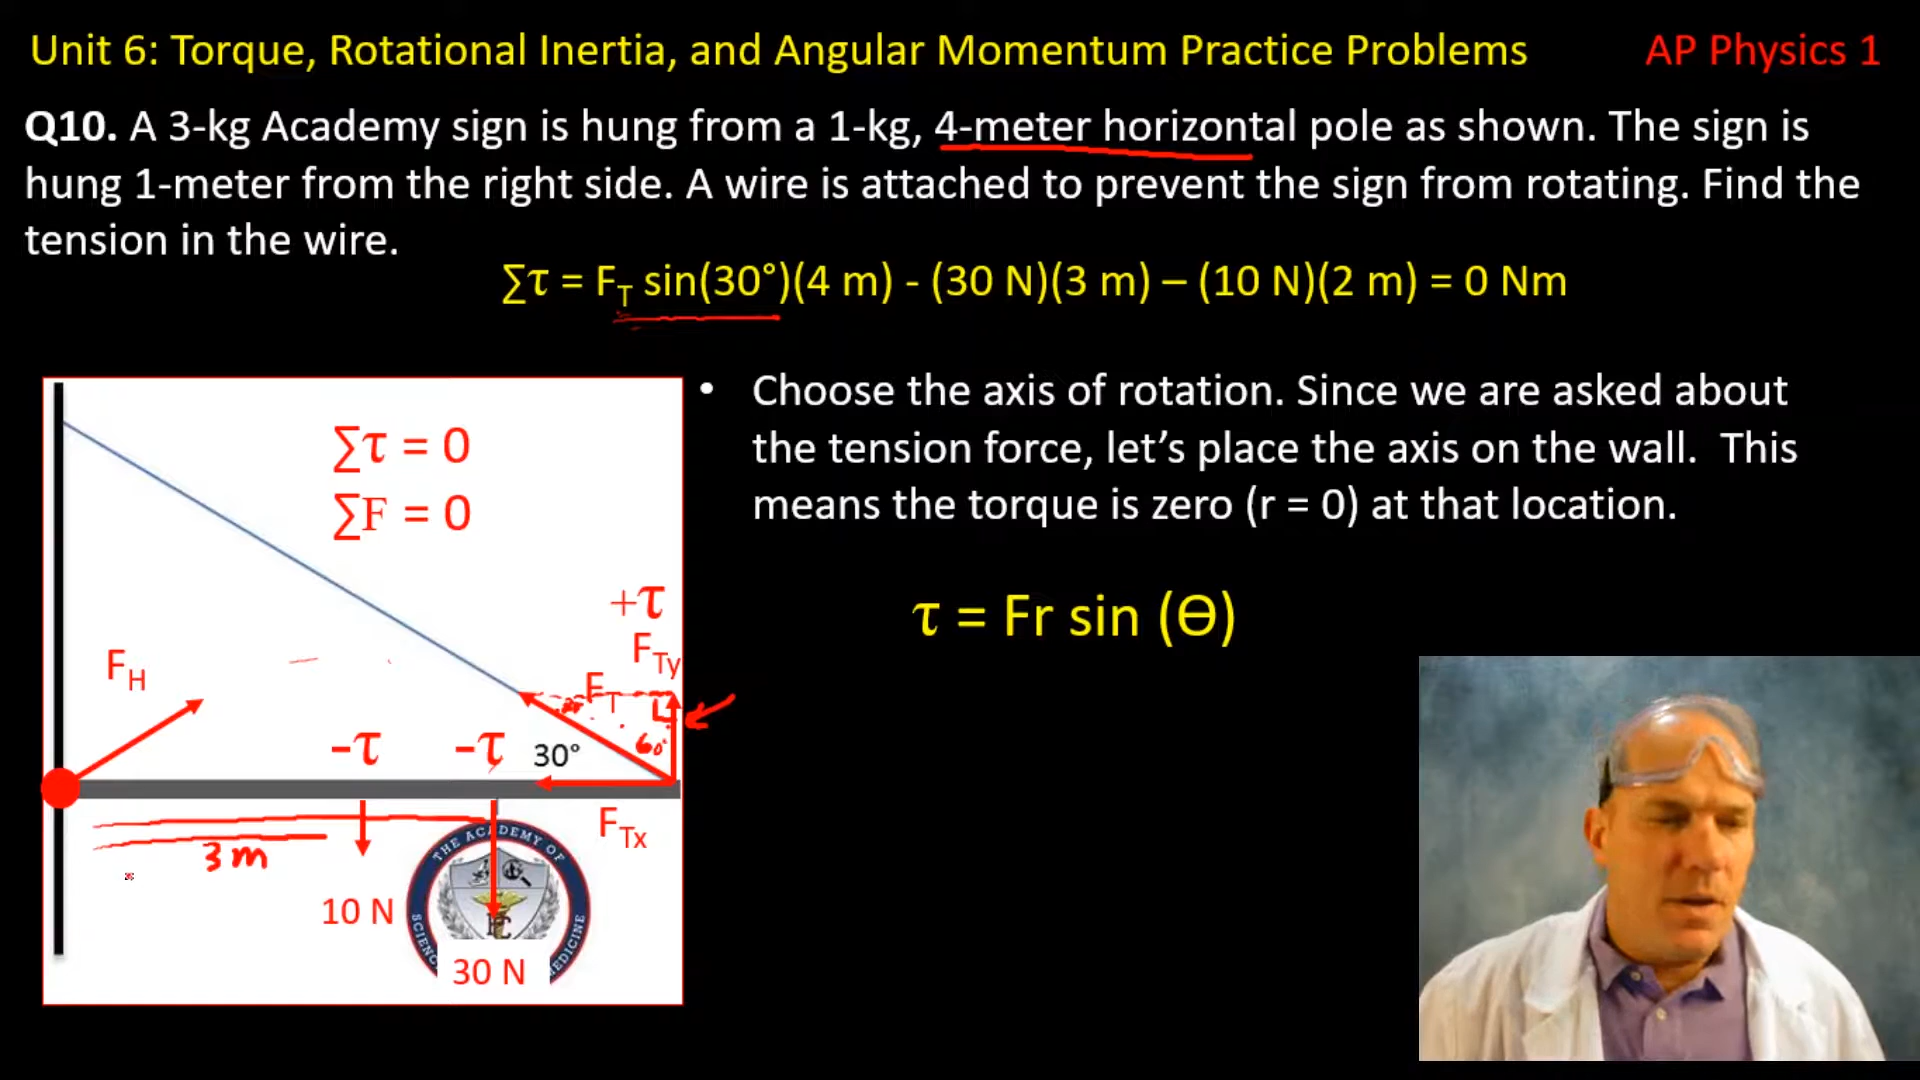 Unit 6: Torque, Rotational Inertia, and Angular Momentum Practice Problems
AP Physics 1
Q10. A 3-kg Academy sign is hung from a 1-kg, 4-meter horizontal pole as shown. The sign is
hung 1-meter from the right side. A wire is attached to prevent the sign from rotating. Find the
tension in the wire.
∑τ = F_T sin(30°)(4 m) - (30 N)(3 m) – (10 N)(2 m) = 0 Nm
• Choose the axis of rotation. Since we are asked about
the tension force, let’s place the axis on the wall. This
means the torque is zero (r = 0) at that location.
τ = Fr sin (Ө)
∑τ = 0
∑F = 0
+τ
F_Ty
F_H
F_T
-τ
-τ
30°
60°
F_Tx
3 m
10 N
THE ACADEMY OF
30 N